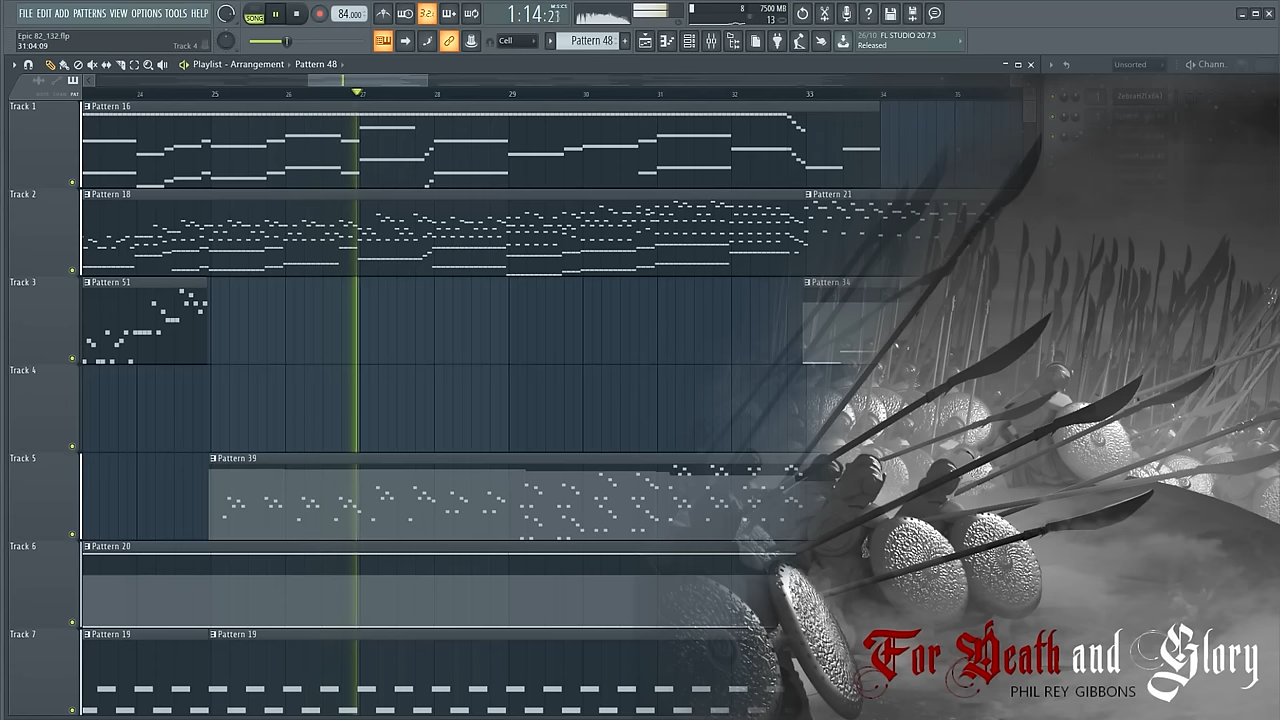 FILE EDIT ADD PATTERNS VIEW OPTIONS TOOLS HELP
SONG
84.000
32
1:14:21
M:S:CS
8
7500 MB
13
Epic 82_132.flp
31:04:09
Track 4
Cell
Pattern 48
26/10 FL STUDIO 20.7.3
Released
Playlist - Arrangement › Pattern 48 ›
Unsorted
Chann..
24 25 26 27 28 29 30 31 32 33 34 35
Track 1
Pattern 16
Track 2
Pattern 18
Pattern 21
Track 3
Pattern 51
Pattern 34
Track 4
Track 5
Pattern 39
Track 6
Pattern 20
Track 7
Pattern 19
Pattern 19
For Death and Glory
PHIL REY GIBBONS